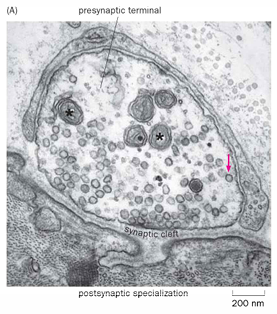 (A)
presynaptic terminal
*
*
synaptic cleft
postsynaptic specialization
200 nm